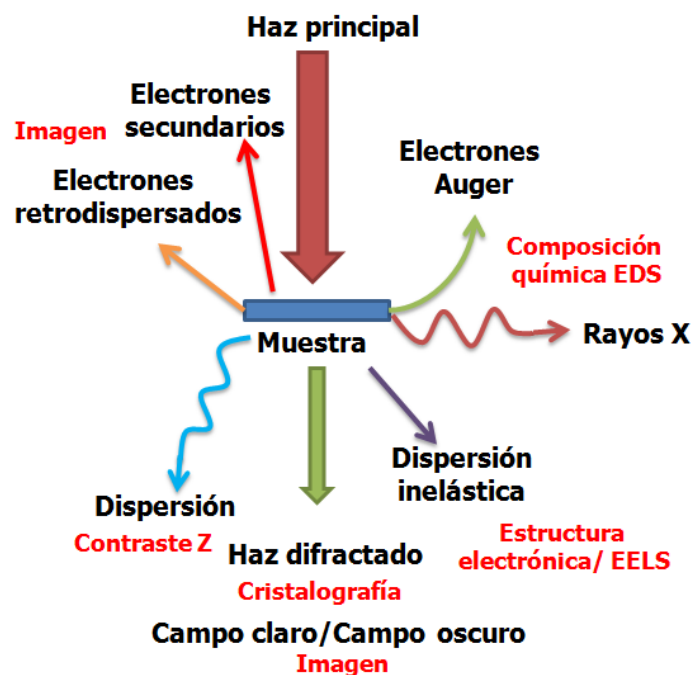 Haz principal
Electrones
secundarios
Imagen
Electrones
retrodispersados
Electrones
Auger
Composición
química EDS
Rayos X
Muestra
Dispersión
inelástica
Dispersión
Contraste Z
Estructura
electrónica/ EELS
Haz difractado
Cristalografía
Campo claro/Campo oscuro
Imagen